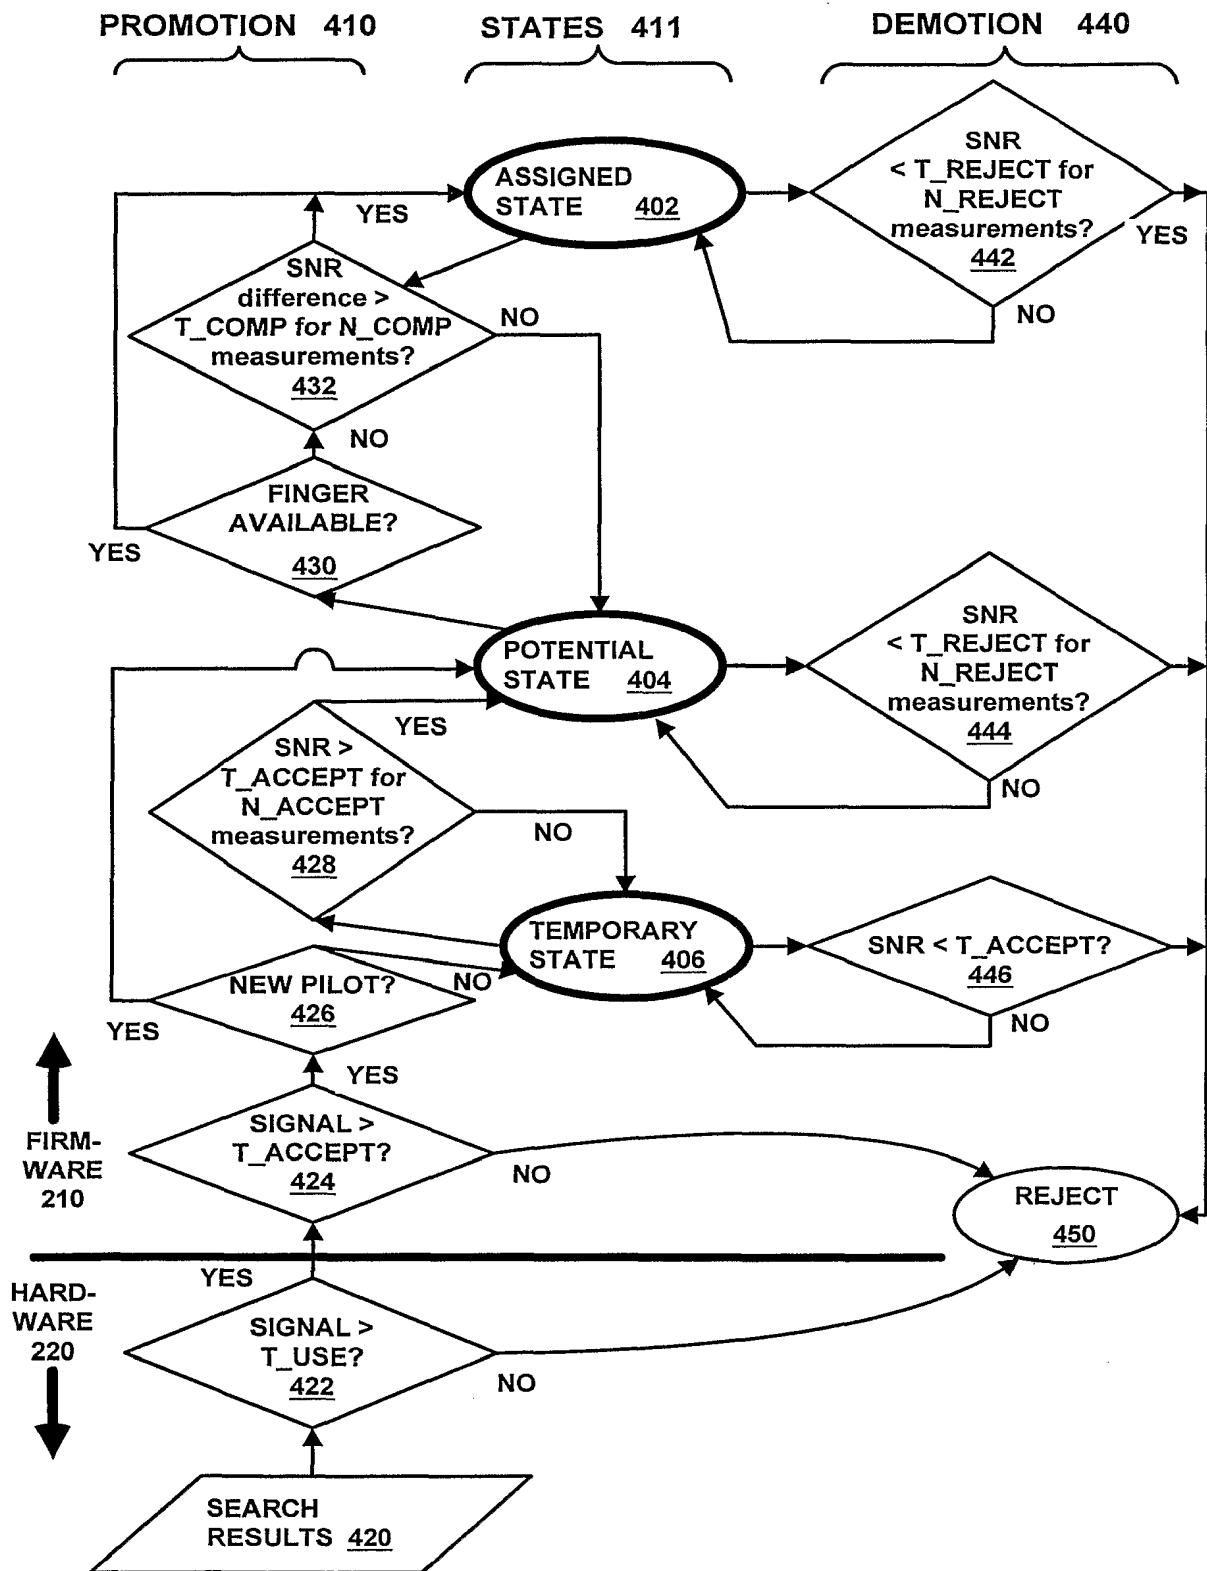 PROMOTION 410
STATES 411
DEMOTION 440
ASSIGNED
STATE 402
SNR
< T_REJECT for
N_REJECT
measurements?
442
YES
NO
YES
SNR
difference >
T_COMP for N_COMP
measurements?
432
NO
NO
FINGER
AVAILABLE?
430
YES
POTENTIAL
STATE 404
SNR
< T_REJECT for
N_REJECT
measurements?
444
NO
YES
SNR >
T_ACCEPT for
N_ACCEPT
measurements?
428
NO
TEMPORARY
STATE 406
SNR < T_ACCEPT?
446
NO
NEW PILOT?
426
NO
YES
YES
SIGNAL >
T_ACCEPT?
424
NO
FIRM-
WARE
210
REJECT
450
HARD-
WARE
220
YES
SIGNAL >
T_USE?
422
NO
SEARCH
RESULTS 420